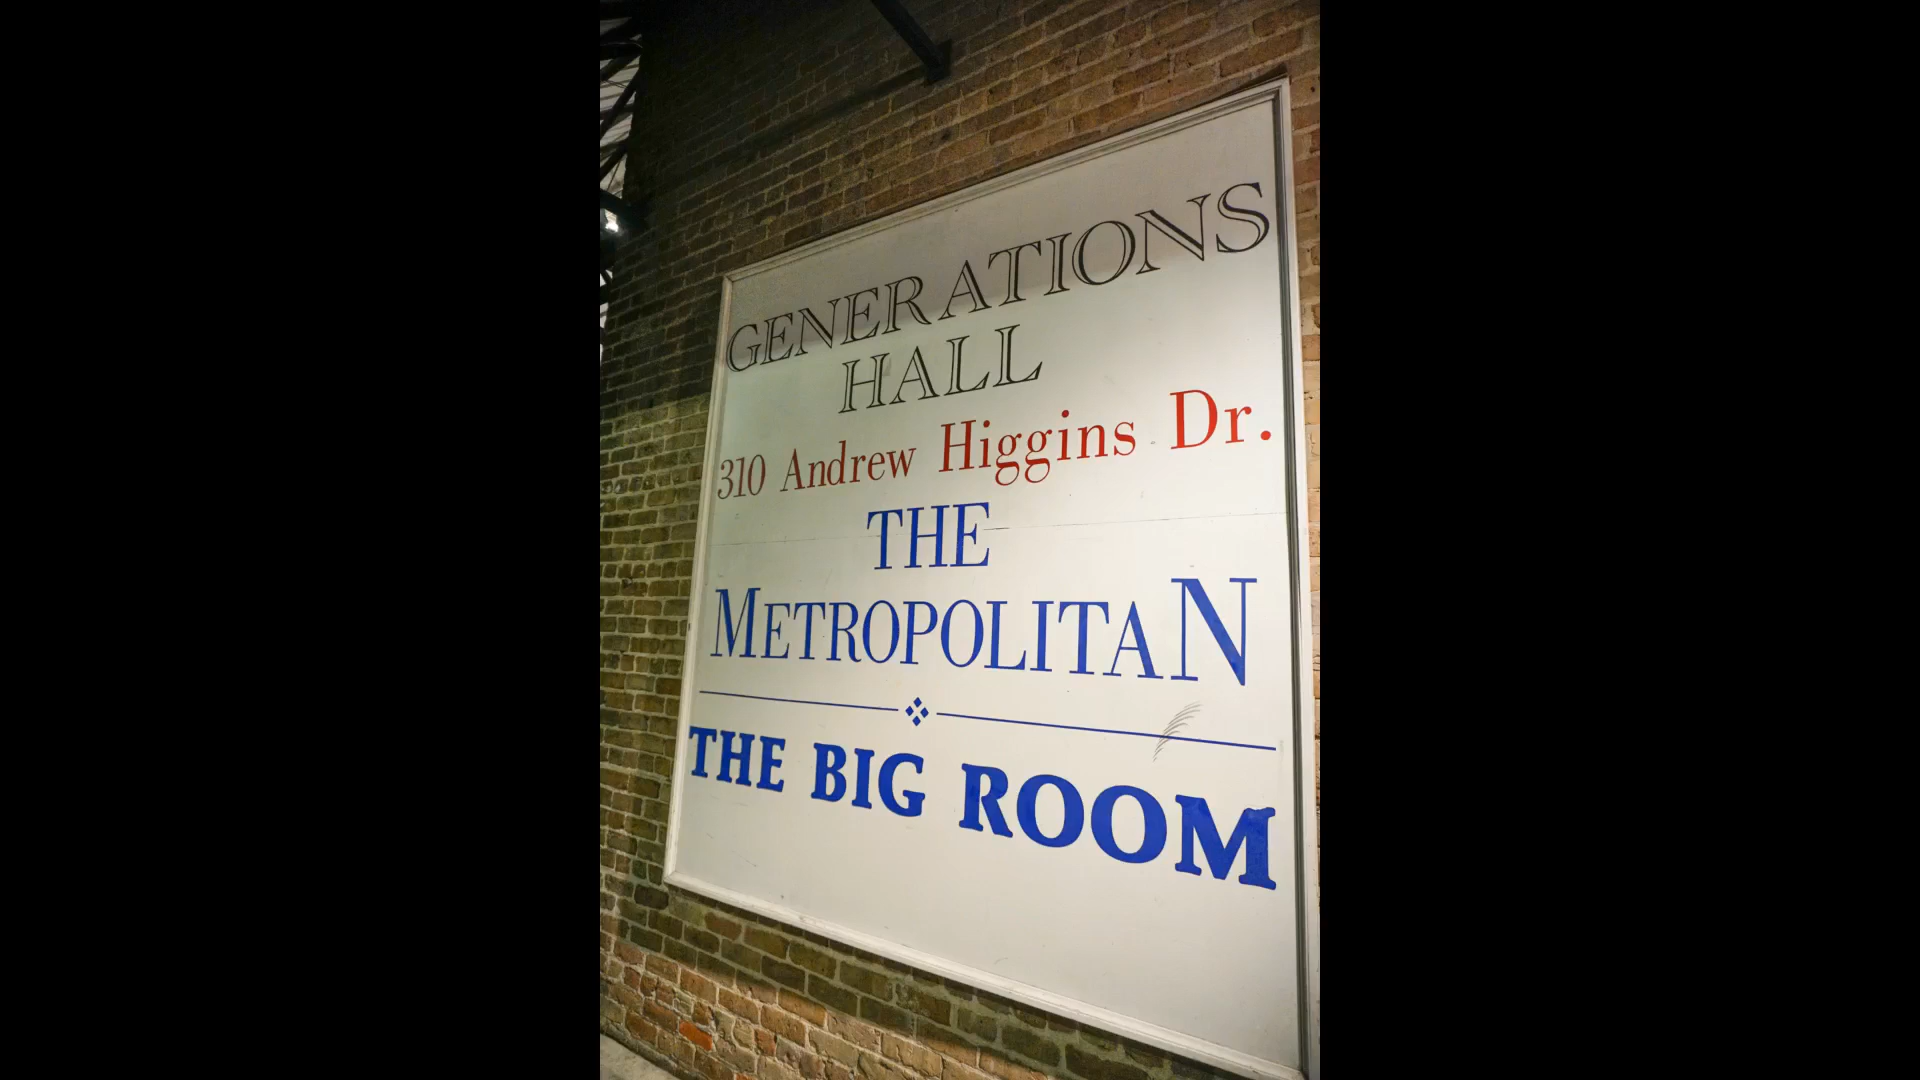 GENERATIONS
HALL
310 Andrew Higgins Dr.
THE
METROPOLITAN
THE BIG ROOM